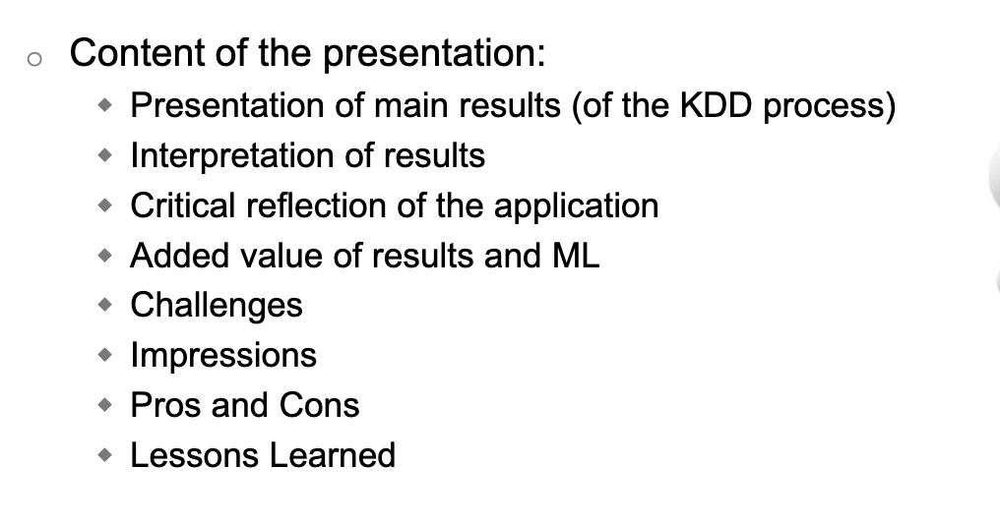 Content of the presentation:
Presentation of main results (of the KDD process)
Interpretation of results
Critical reflection of the application
Added value of results and ML
Challenges
Impressions
Pros and Cons
Lessons Learned